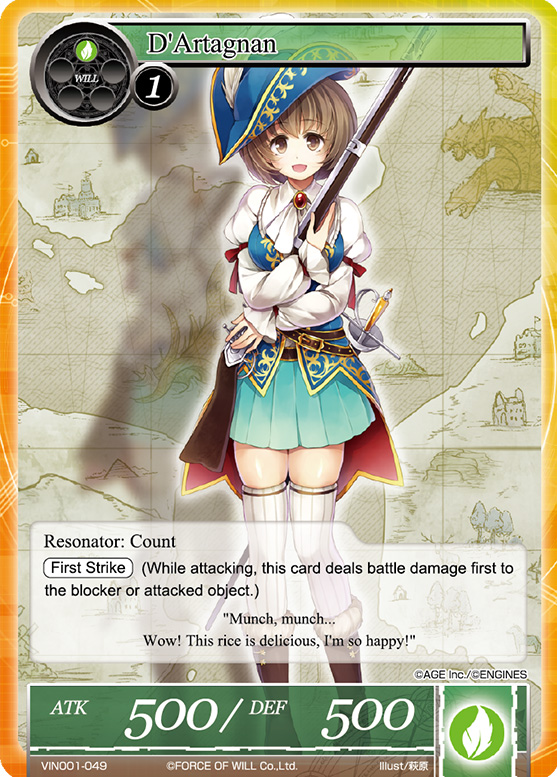 D'Artagnan
WILL
1
Resonator: Count
First Strike (While attacking, this card deals battle damage first to
the blocker or attacked object.)
"Munch, munch...
Wow! This rice is delicious, I'm so happy!"
©AGE Inc./©ENGINES
ATK 500/ DEF 500
VIN001-049 ©FORCE OF WILL Co.,Ltd. Illust/萩原